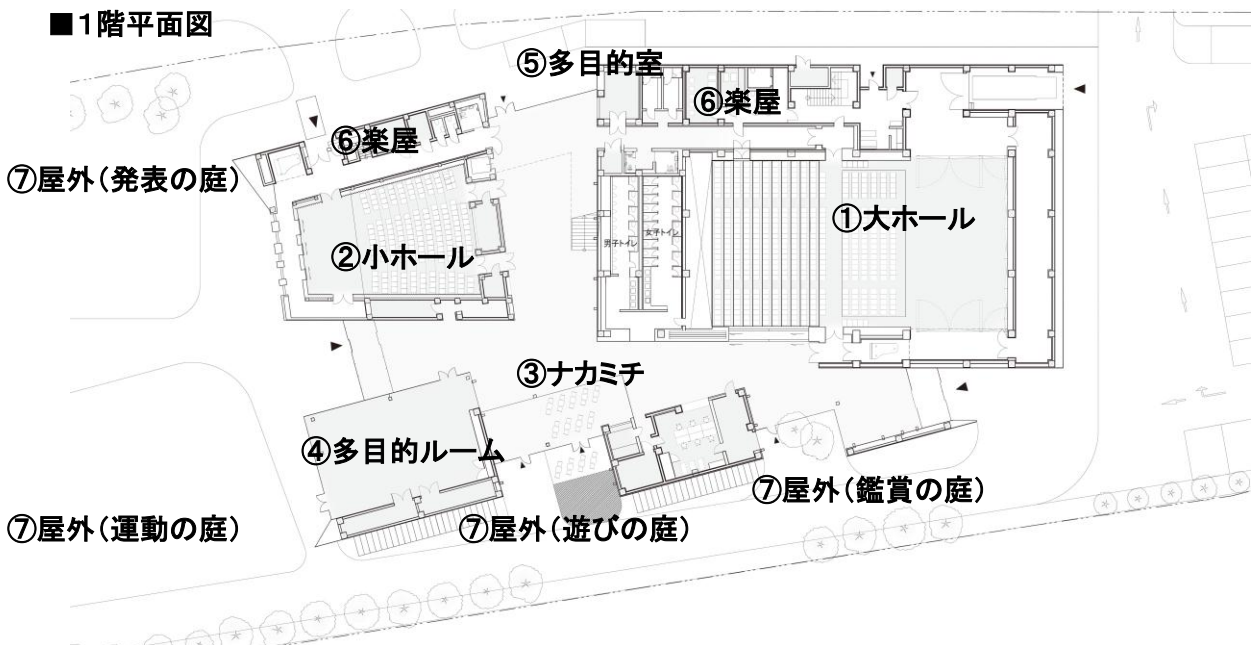 ■1階平面図
⑤多目的室
⑥楽屋
⑥楽屋
⑦屋外(発表の庭)
①大ホール
男子トイレ
女子トイレ
②小ホール
③ナカミチ
④多目的ルーム
⑦屋外(鑑賞の庭)
⑦屋外(運動の庭)
⑦屋外(遊びの庭)